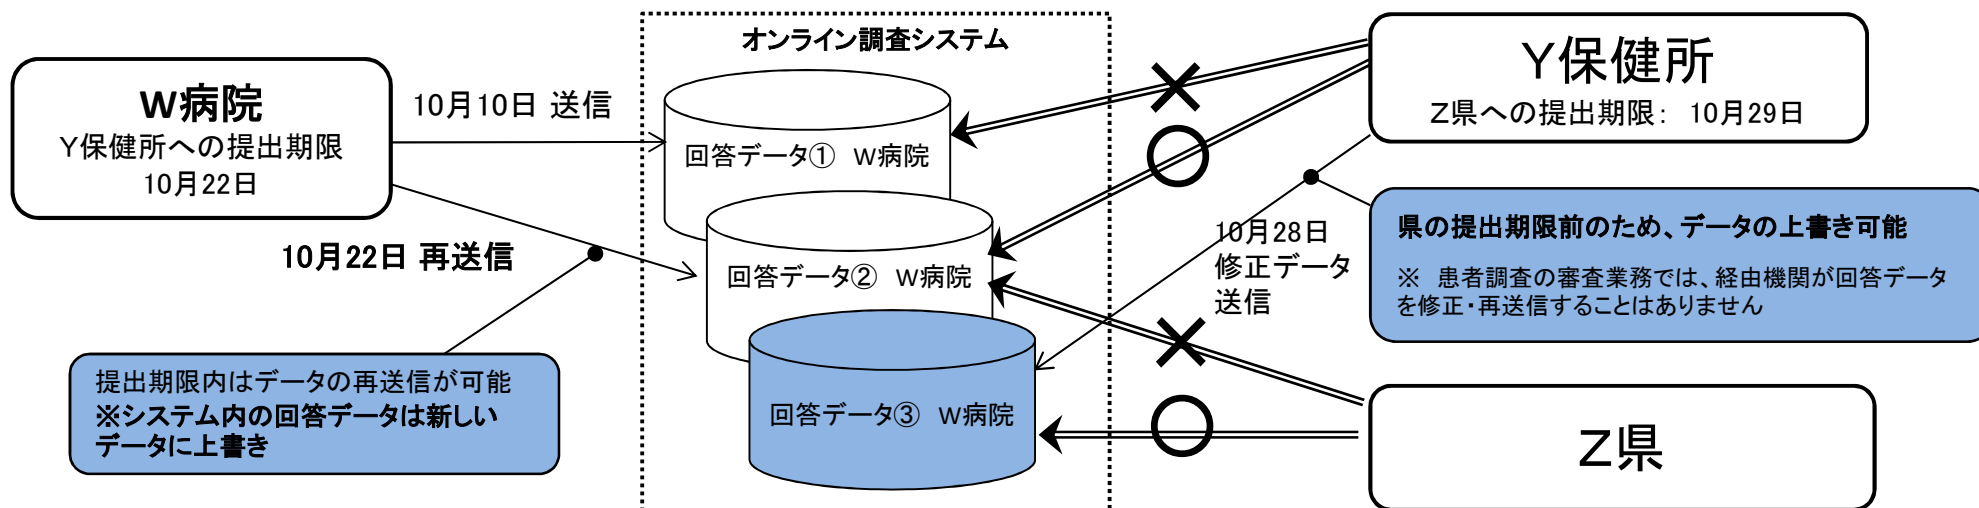 オンライン調査システム
W病院
Y保健所への提出期限
10月22日
10月10日 送信
10月22日 再送信
提出期限内はデータの再送信が可能
※システム内の回答データは新しい
データに上書き
回答データ① W病院
回答データ② W病院
回答データ③ W病院
Y保健所
Z県への提出期限: 10月29日
10月28日
修正データ
送信
県の提出期限前のため、データの上書き可能
※ 患者調査の審査業務では、経由機関が回答データ
を修正・再送信することはありません
Z県